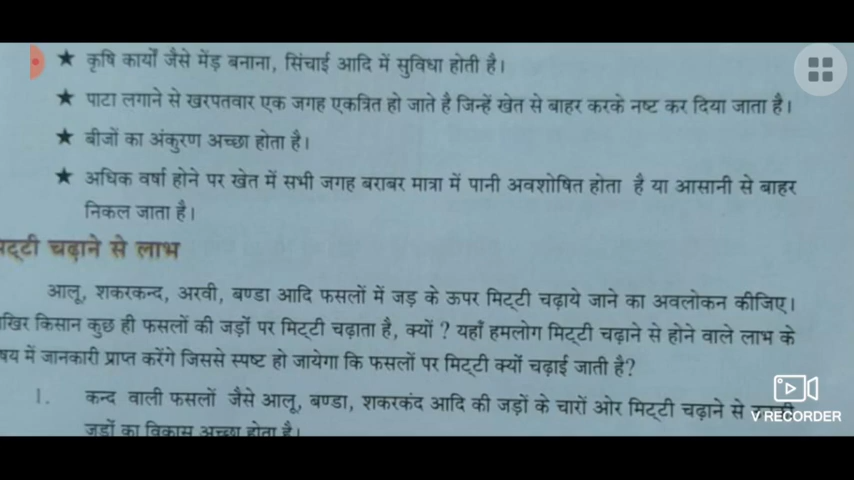 ★ कृषि कार्यों जैसे मेंड़ बनाना, सिंचाई आदि में सुविधा होती है।
★ पाटा लगाने से खरपतवार एक जगह एकत्रित हो जाते है जिन्हें खेत से बाहर करके नष्ट कर दिया जाता है।
★ बीजों का अंकुरण अच्छा होता है।
★ अधिक वर्षा होने पर खेत में सभी जगह बराबर मात्रा में पानी अवशोषित होता है या आसानी से बाहर
निकल जाता है।
चढ़ाने से लाभ
आलू, शकरकन्द, अरवी, बण्डा आदि फसलों में जड़ के ऊपर मिट्टी चढ़ाये जाने का अवलोकन कीजिए।
किसान कुछ ही फसलों की जड़ों पर मिट्टी चढ़ाता है, क्यों ? यहाँ हमलोग मिट्टी चढ़ाने से होने वाले लाभ के
में जानकारी प्राप्त करेंगे जिससे स्पष्ट हो जायेगा कि फसलों पर मिट्टी क्यों चढ़ाई जाती है?
1. कन्द वाली फसलों जैसे आलू, बण्डा, शकरकंद आदि की जड़ों के चारों ओर मिट्टी चढ़ाने से
जड़ों का विकास अच्छा होता है।
V RECORDER